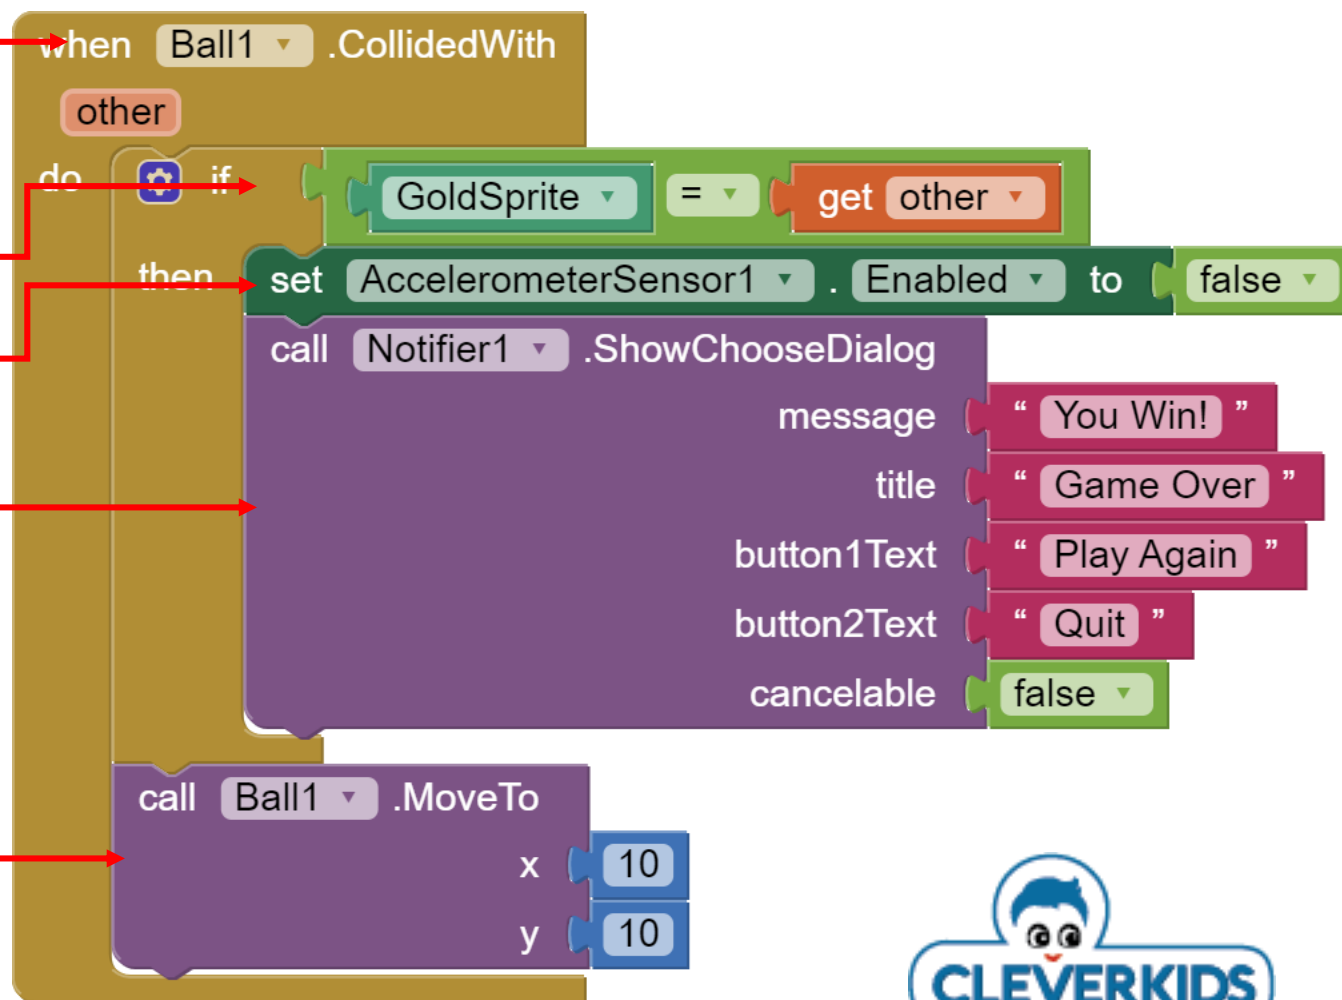 when Ball1 .CollidedWith
other
do if GoldSprite = get other
then set AccelerometerSensor1 . Enabled to false
call Notifier1 .ShowChooseDialog
message “ You Win! ”
title “ Game Over ”
button1Text “ Play Again ”
button2Text “ Quit ”
cancelable false
call Ball1 .MoveTo
x 10
y 10
CLEVERKIDS